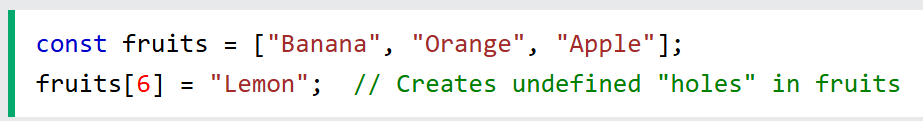 const fruits = ["Banana", "Orange", "Apple"];
fruits[6] = "Lemon";  // Creates undefined "holes" in fruits